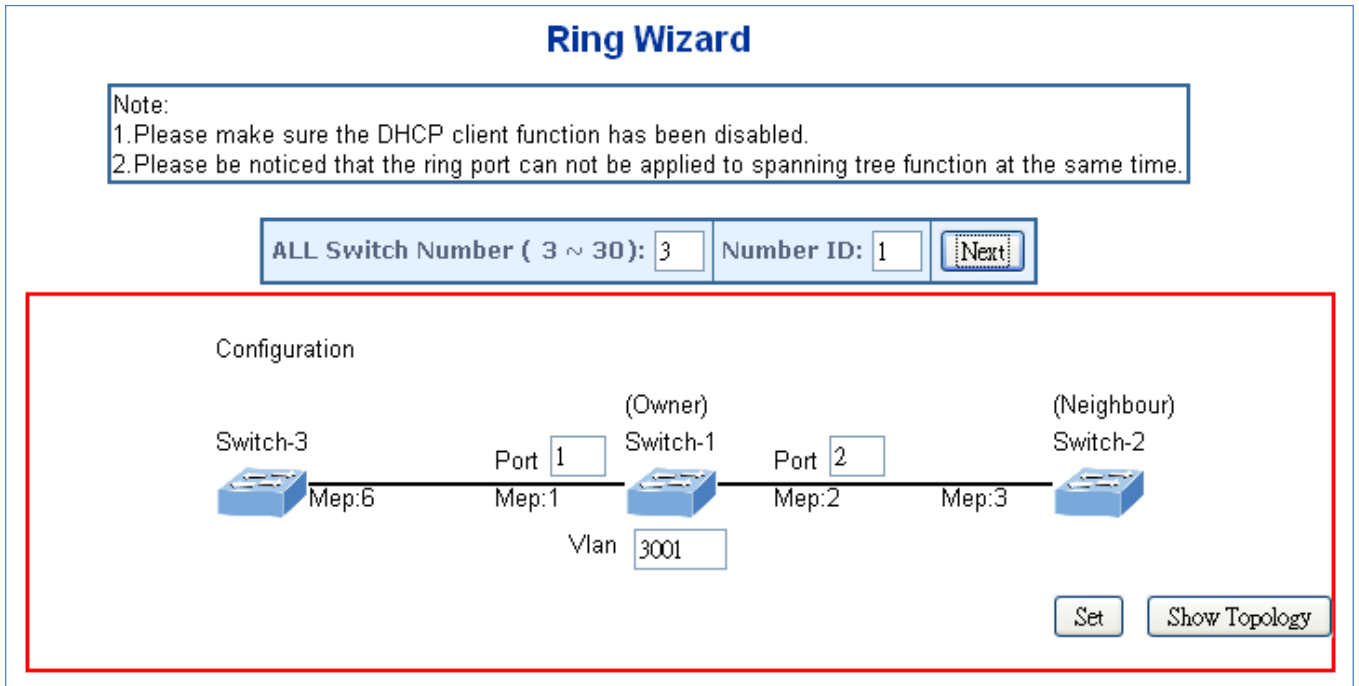 Ring Wizard
Note:
1.Please make sure the DHCP client function has been disabled.
2.Please be noticed that the ring port can not be applied to spanning tree function at the same time.
ALL Switch Number ( 3 ~ 30): 3 Number ID: 1 Next
Configuration
(Owner) (Neighbour)
Switch-3 Port 1 Switch-1 Port 2 Switch-2
Mep:6 Mep:1 Mep:2 Mep:3
Vlan 3001
Set Show Topology